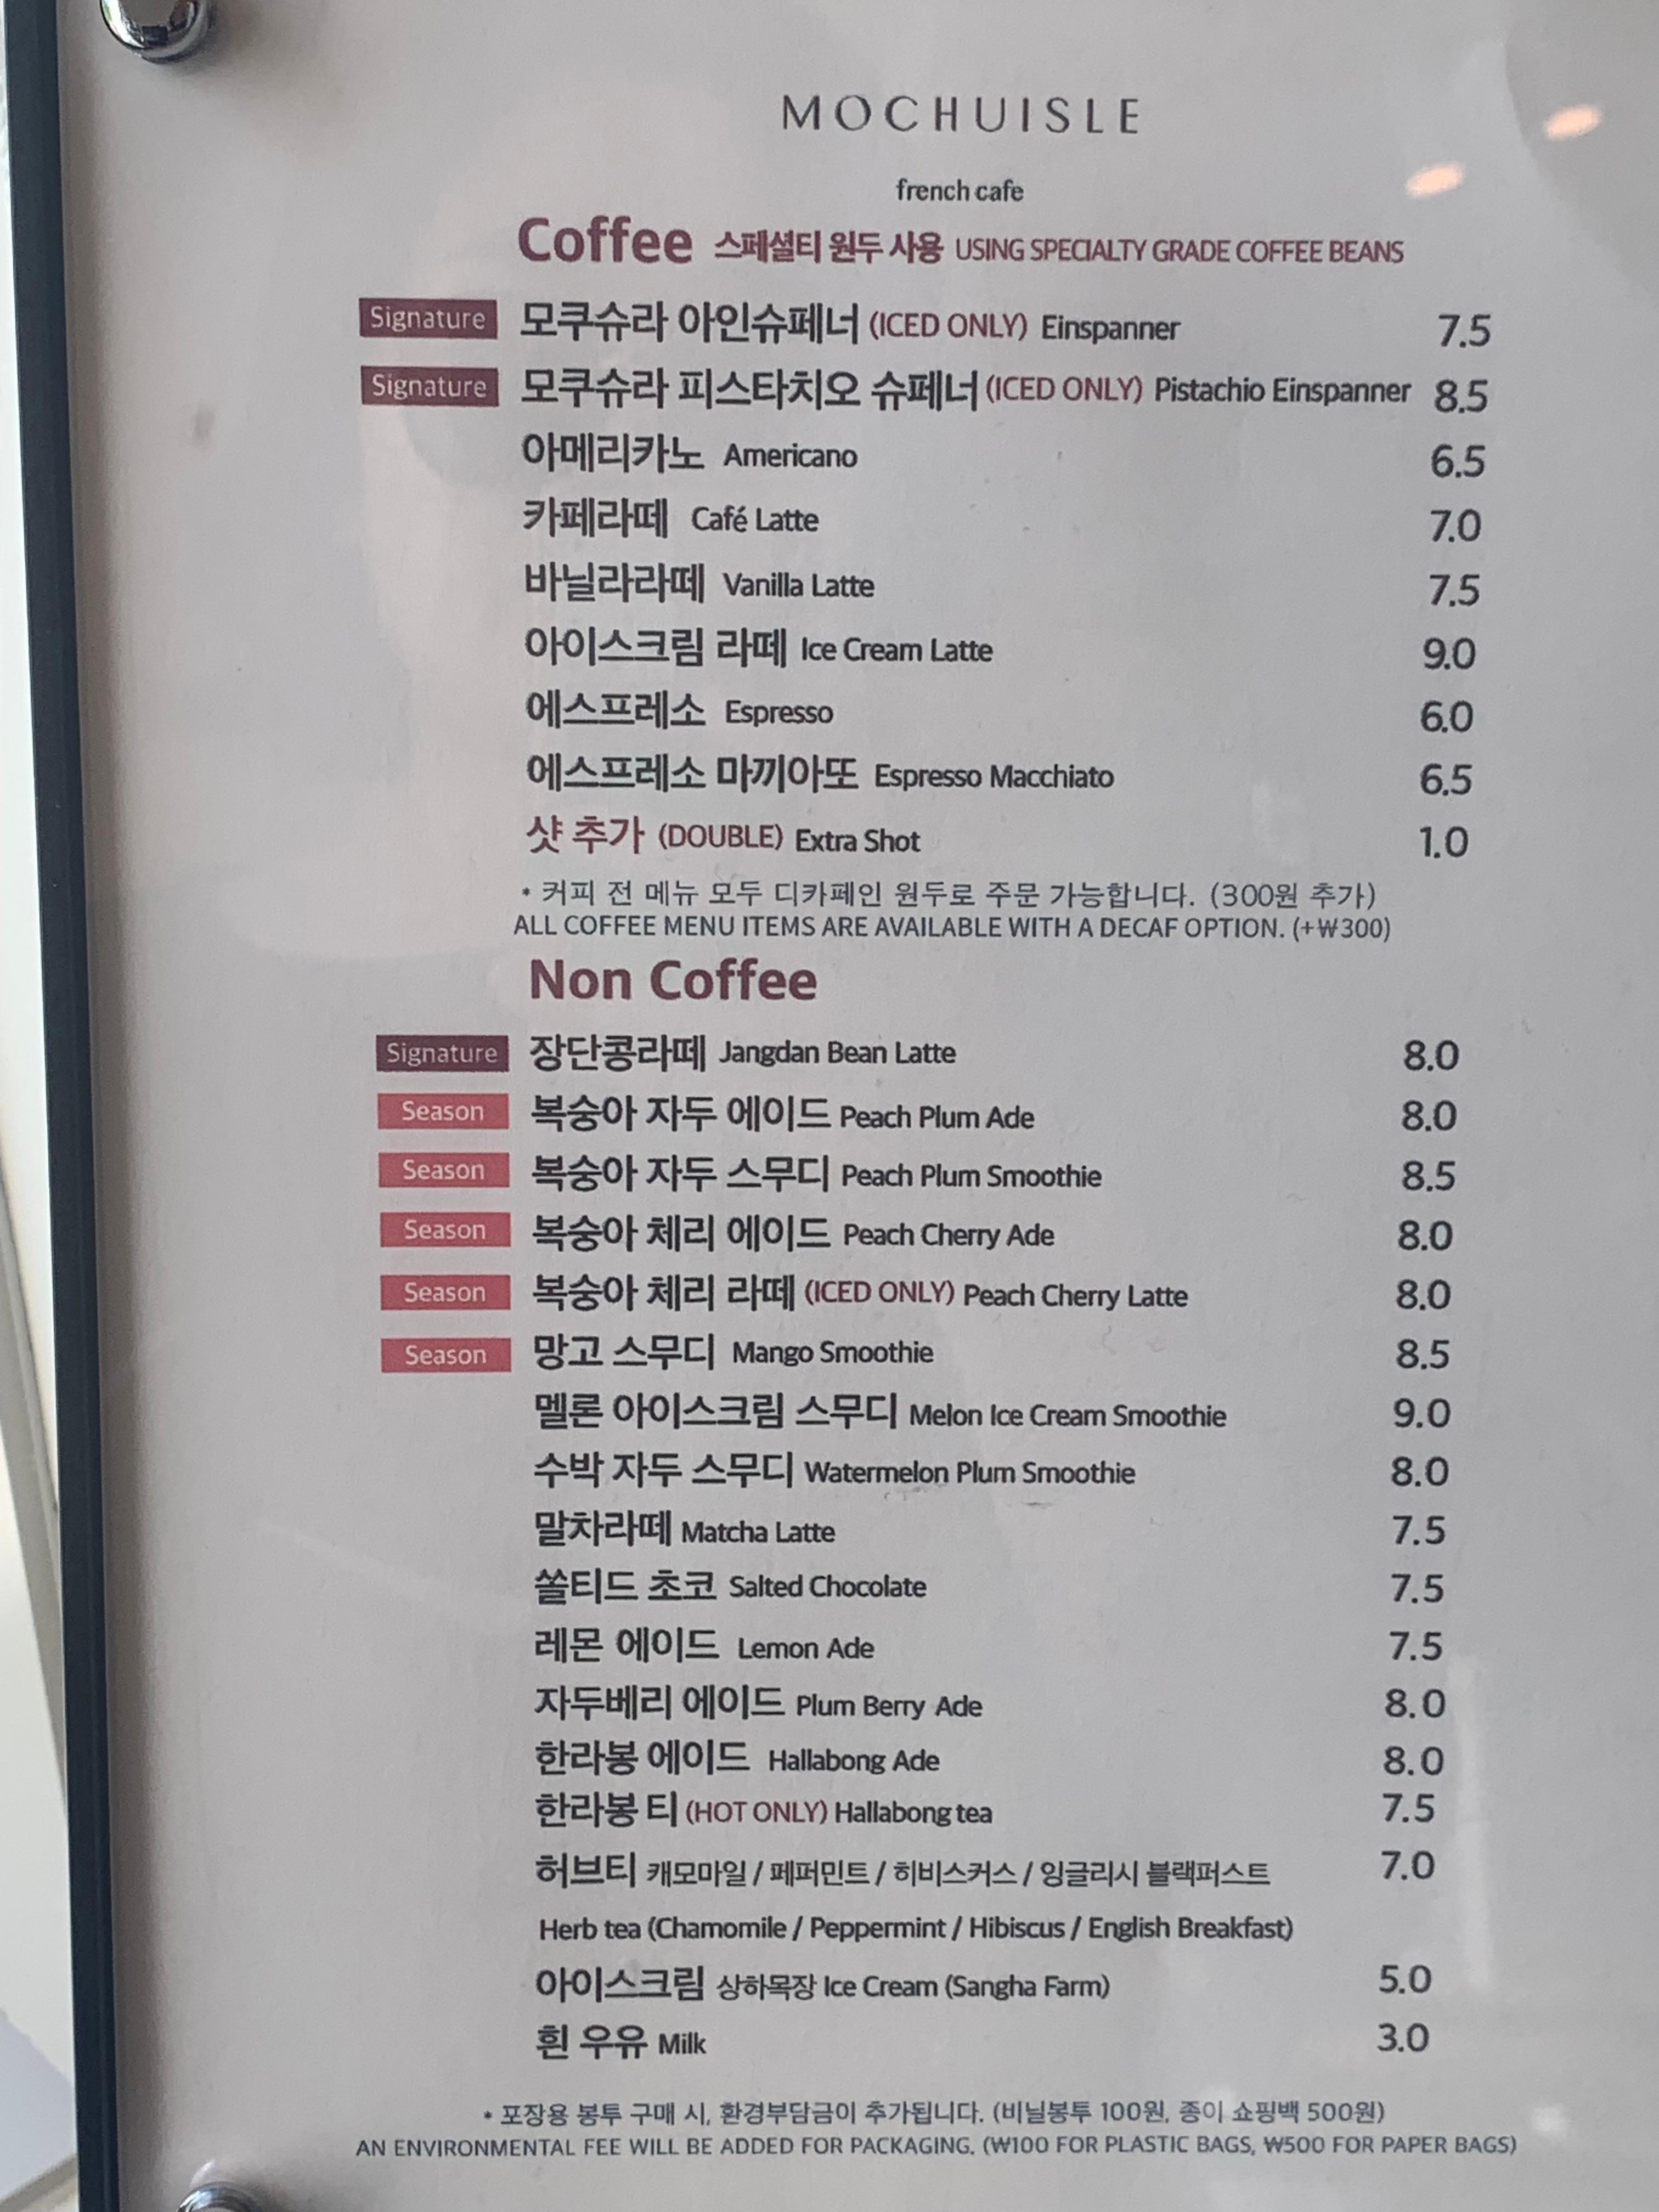 MOCHUISLE
french cafe
Coffee 스페셜티 원두 사용 USING SPECIALTY GRADE COFFEE BEANS
Signature 모쿠슈라 아인슈페너 (ICED ONLY) Einspanner 7.5
Signature 모쿠슈라 피스타치오 슈페너 (ICED ONLY) Pistachio Einspanner 8.5
아메리카노 Americano 6.5
카페라떼 Café Latte 7.0
바닐라라떼 Vanilla Latte 7.5
아이스크림 라떼 Ice Cream Latte 9.0
에스프레소 Espresso 6.0
에스프레소 마끼아또 Espresso Macchiato 6.5
샷 추가 (DOUBLE) Extra Shot 1.0
* 커피 전 메뉴 모두 디카페인 원두로 주문 가능합니다. (300원 추가)
ALL COFFEE MENU ITEMS ARE AVAILABLE WITH A DECAF OPTION. (+₩300)
Non Coffee
Signature 장단콩라떼 Jangdan Bean Latte 8.0
Season 복숭아 자두 에이드 Peach Plum Ade 8.0
Season 복숭아 자두 스무디 Peach Plum Smoothie 8.5
Season 복숭아 체리 에이드 Peach Cherry Ade 8.0
Season 복숭아 체리 라떼 (ICED ONLY) Peach Cherry Latte 8.0
Season 망고 스무디 Mango Smoothie 8.5
멜론 아이스크림 스무디 Melon Ice Cream Smoothie 9.0
수박 자두 스무디 Watermelon Plum Smoothie 8.0
말차라떼 Matcha Latte 7.5
쏠티드 초코 Salted Chocolate 7.5
레몬 에이드 Lemon Ade 7.5
자두베리 에이드 Plum Berry Ade 8.0
한라봉 에이드 Hallabong Ade 8.0
한라봉 티 (HOT ONLY) Hallabong tea 7.5
허브티 캐모마일 / 페퍼민트 / 히비스커스 / 잉글리시 블랙퍼스트 7.0
Herb tea (Chamomile / Peppermint / Hibiscus / English Breakfast)
아이스크림 상하목장 Ice Cream (Sangha Farm) 5.0
흰 우유 Milk 3.0
* 포장용 봉투 구매 시, 환경부담금이 추가됩니다. (비닐봉투 100원, 종이 쇼핑백 500원)
AN ENVIRONMENTAL FEE WILL BE ADDED FOR PACKAGING. (₩100 FOR PLASTIC BAGS, ₩500 FOR PAPER BAGS)